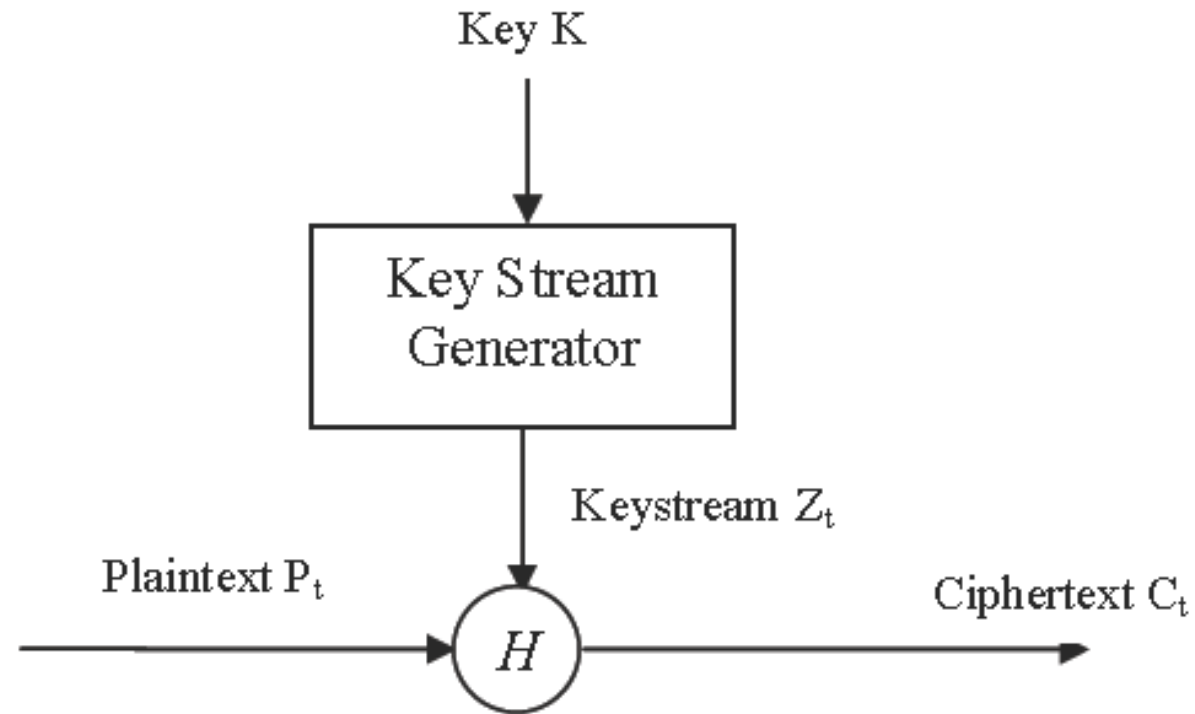 Key K
Key Stream
Generator
Keystream Zₜ
Plaintext Pₜ
Ciphertext Cₜ
H